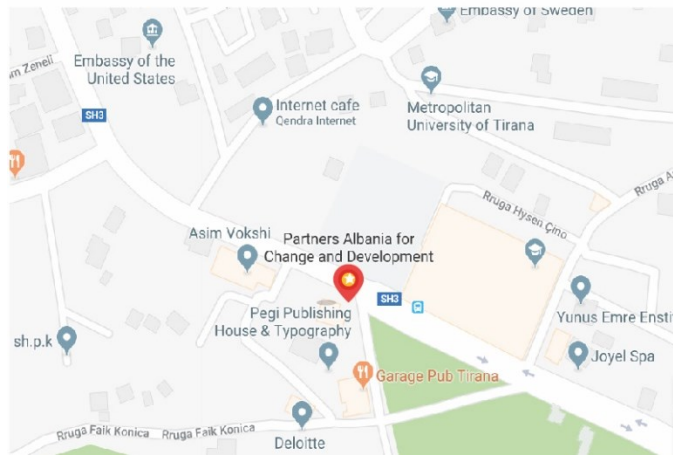 Embassy of Sweden
Embassy of the
United States
m Zeneli
SH3
Internet cafe
Qendra Internet
Metropolitan
University of Tirana
Rruga A
Rruga Hysen Çino
Asim Vokshi
Partners Albania for
Change and Development
SH3
Pegi Publishing
House & Typography
Yunus Emre Ensti
sh.p.k
Joyel Spa
Garage Pub Tirana
Rruga Faik Konica
Rruga Faik Konica
Deloitte